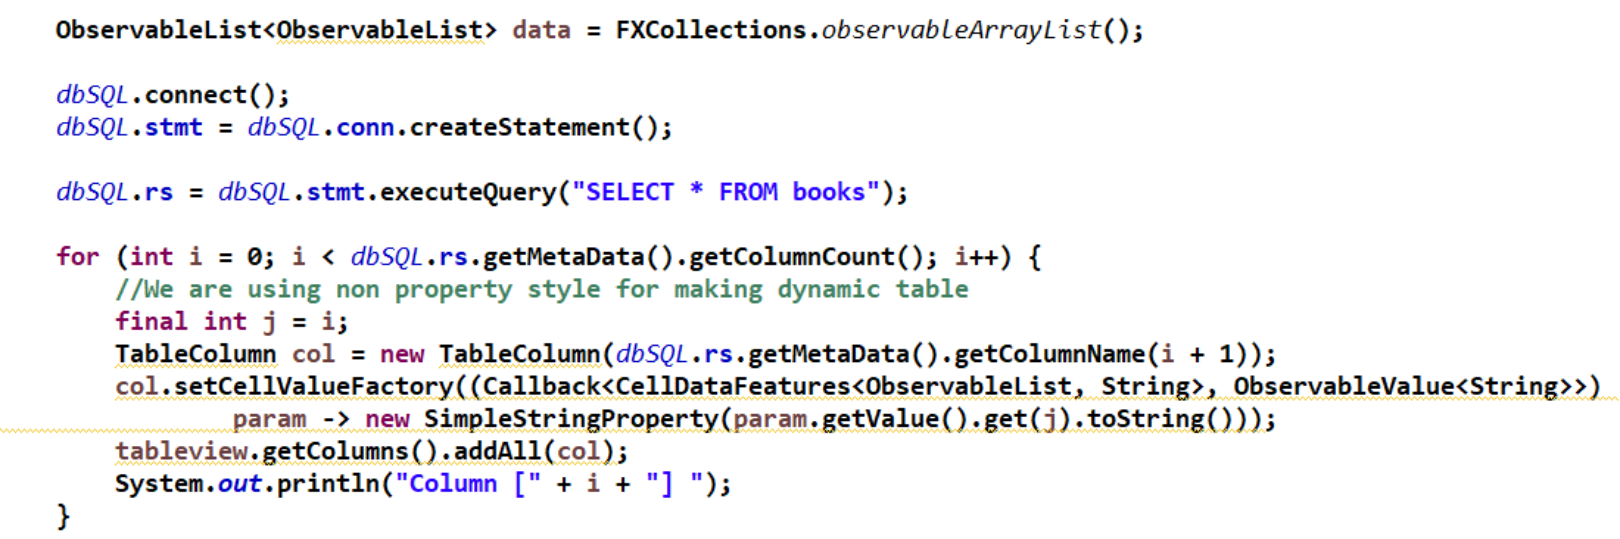 ObservableList<ObservableList> data = FXCollections.observableArrayList();
dbSQL.connect();
dbSQL.stmt = dbSQL.conn.createStatement();
dbSQL.rs = dbSQL.stmt.executeQuery("SELECT * FROM books");
for (int i = 0; i < dbSQL.rs.getMetaData().getColumnCount(); i++) {
//We are using non property style for making dynamic table
final int j = i;
TableColumn col = new TableColumn(dbSQL.rs.getMetaData().getColumnName(i + 1));
col.setCellValueFactory((Callback<CellDataFeatures<ObservableList, String>, ObservableValue<String>>)
param -> new SimpleStringProperty(param.getValue().get(j).toString()));
tableview.getColumns().addAll(col);
System.out.println("Column [" + i + "] ");
}